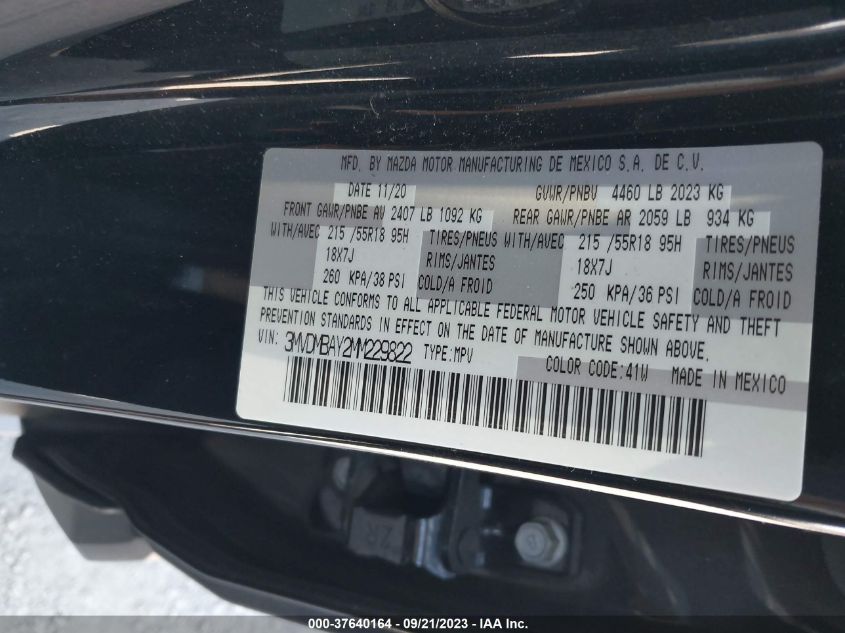 MFD. BY MAZDA MOTOR MANUFACTURING DE MEXICO S.A. DE C.V.
DATE 11/20 GVWR/PNBV 4460 LB 2023 KG
FRONT GAWR/PNBE AV 2407 LB 1092 KG REAR GAWR/PNBE AR 2059 LB 934 KG
WITH/AVEC 215 /55R18 95H TIRES/PNEUS WITH/AVEC 215 /55R18 95H TIRES/PNEUS
18X7J RIMS/JANTES 18X7J RIMS/JANTES
260 KPA/38 PSI COLD/A FROID 250 KPA/36 PSI COLD/A FROID
THIS VEHICLE CONFORMS TO ALL APPLICABLE FEDERAL MOTOR VEHICLE SAFETY AND THEFT
PREVENTION STANDARDS IN EFFECT ON THE DATE OF MANUFACTURE SHOWN ABOVE.
VIN: 3MVDMBAY2MM229822 TYPE:MPV
COLOR CODE:41W MADE IN MEXICO
2R
000-37640164 - 09/21/2023 - IAA Inc.